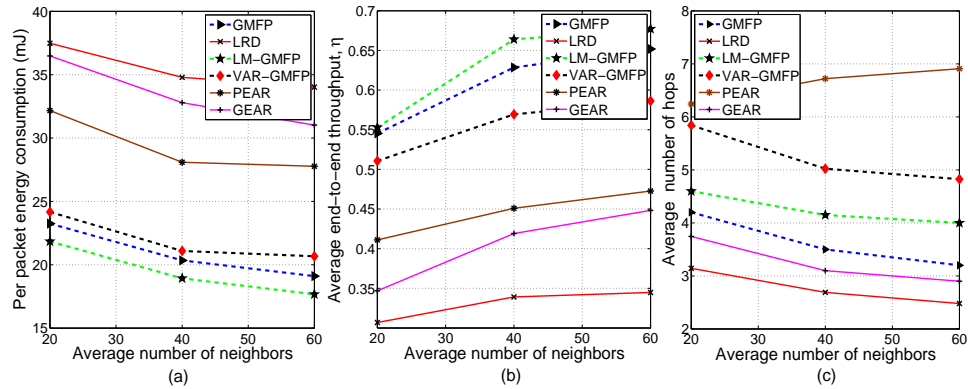 Per packet energy consumption (mJ)
40
35
30
25
20
15
20
30
40
50
60
Average number of neighbors
(a)
GMFP
LRD
LM-GMFP
VAR-GMFP
PEAR
GEAR
Average end-to-end throughput, η
0.65
0.6
0.55
0.5
0.45
0.4
0.35
20
30
40
50
60
Average number of neighbors
(b)
GMFP
LRD
LM-GMFP
VAR-GMFP
PEAR
GEAR
Average number of hops
8
7
6
5
4
3
2
20
30
40
50
60
Average number of neighbors
(c)
GMFP
LRD
LM-GMFP
VAR-GMFP
PEAR
GEAR